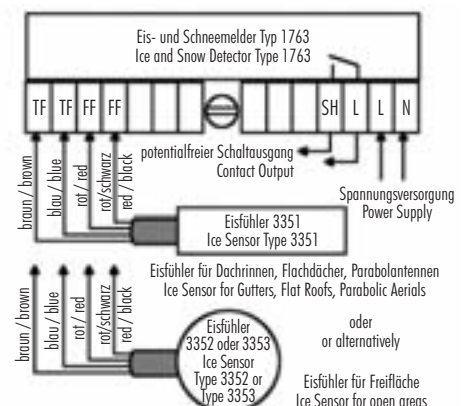 Eis- und Schneemelder Typ 1763
Ice and Snow Detector Type 1763
TF TF FF FF SH L L N
potentialfreier Schaltausgang
Contact Output
Spannungsversorgung
Power Supply
braun / brown
blau / blue
rot / red
rot/schwarz
red / black
Eisfühler 3351
Ice Sensor Type 3351
Eisfühler für Dachrinnen, Flachdächer, Parabolantennen
Ice Sensor for Gutters, Flat Roofs, Parabolic Aerials
braun / brown
blau / blue
rot / red
rot/schwarz
red / black
Eisfühler
3352 oder 3353
Ice Sensor
Type 3352 or
Type 3353
oder
or alternatively
Eisfühler für Freifläche
Ice Sensor for open areas